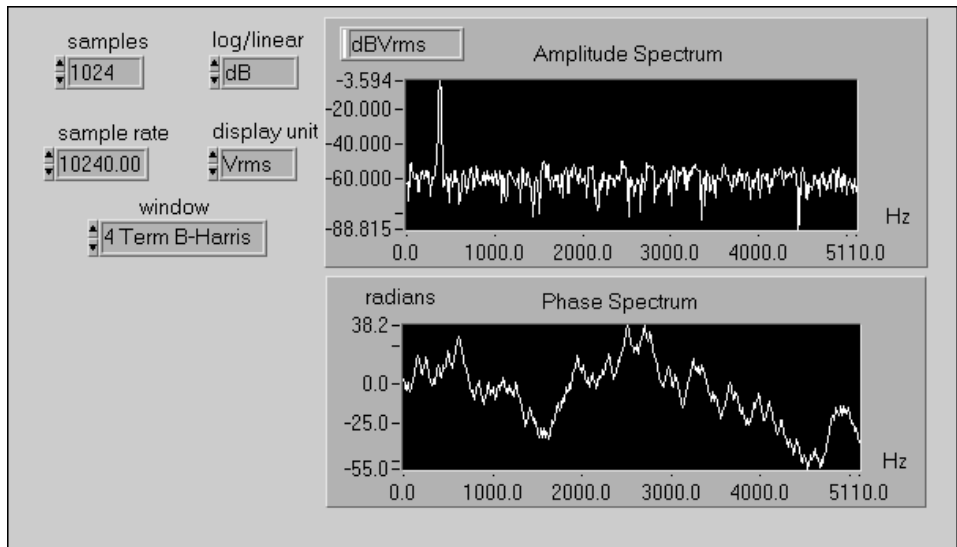 samples
1024
log/linear
dB
sample rate
10240.00
display unit
Vrms
window
4 Term B-Harris
dBVrms
Amplitude Spectrum
-3.594
-20.000
-40.000
-60.000
-88.815
Hz
0.0 1000.0 2000.0 3000.0 4000.0 5110.0
radians
Phase Spectrum
38.2
0.0
-25.0
-55.0
Hz
0.0 1000.0 2000.0 3000.0 4000.0 5110.0